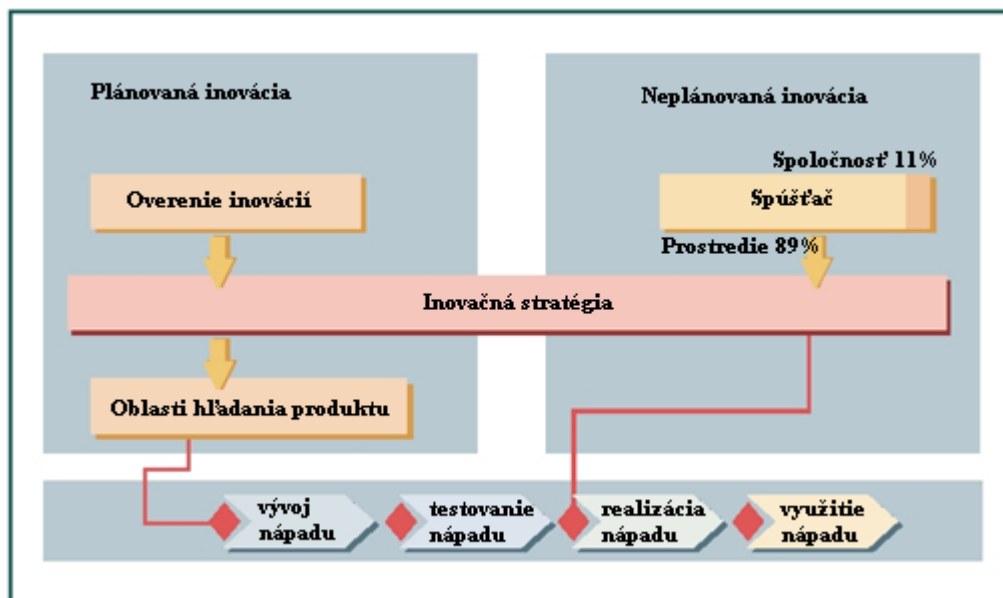 Plánovaná inovácia
Neplánovaná inovácia
Spoločnosť 11%
Overenie inovácií
Spúšťač
Prostredie 89%
Inovačná stratégia
Oblasti hľadania produktu
vývoj
nápadu
testovanie
nápadu
realizácia
nápadu
využitie
nápadu